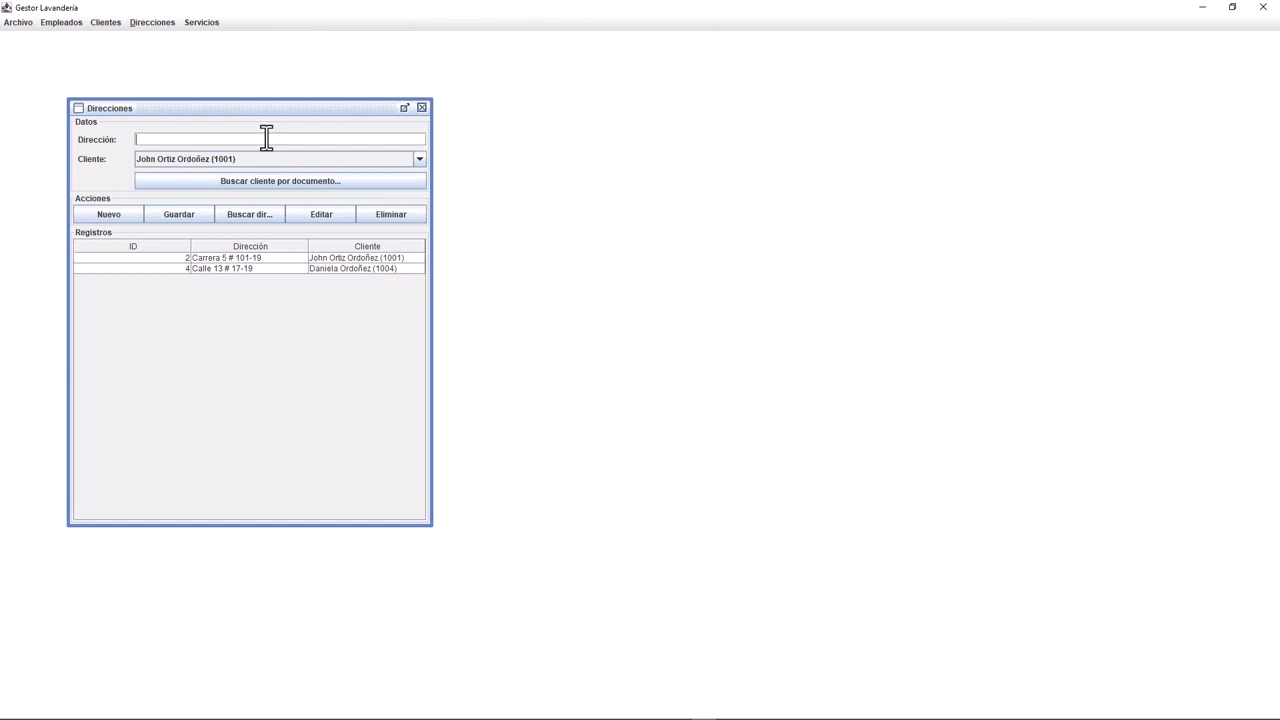 Gestor Lavandería
Archivo Empleados Clientes Direcciones Servicios
Direcciones
Datos
Dirección:
Cliente: John Ortiz Ordoñez (1001)
Buscar cliente por documento...
Acciones
Nuevo Guardar Buscar dir... Editar Eliminar
Registros
ID Dirección Cliente
2 Carrera 5 # 101-19 John Ortiz Ordoñez (1001)
4 Calle 13 # 17-19 Daniela Ordoñez (1004)